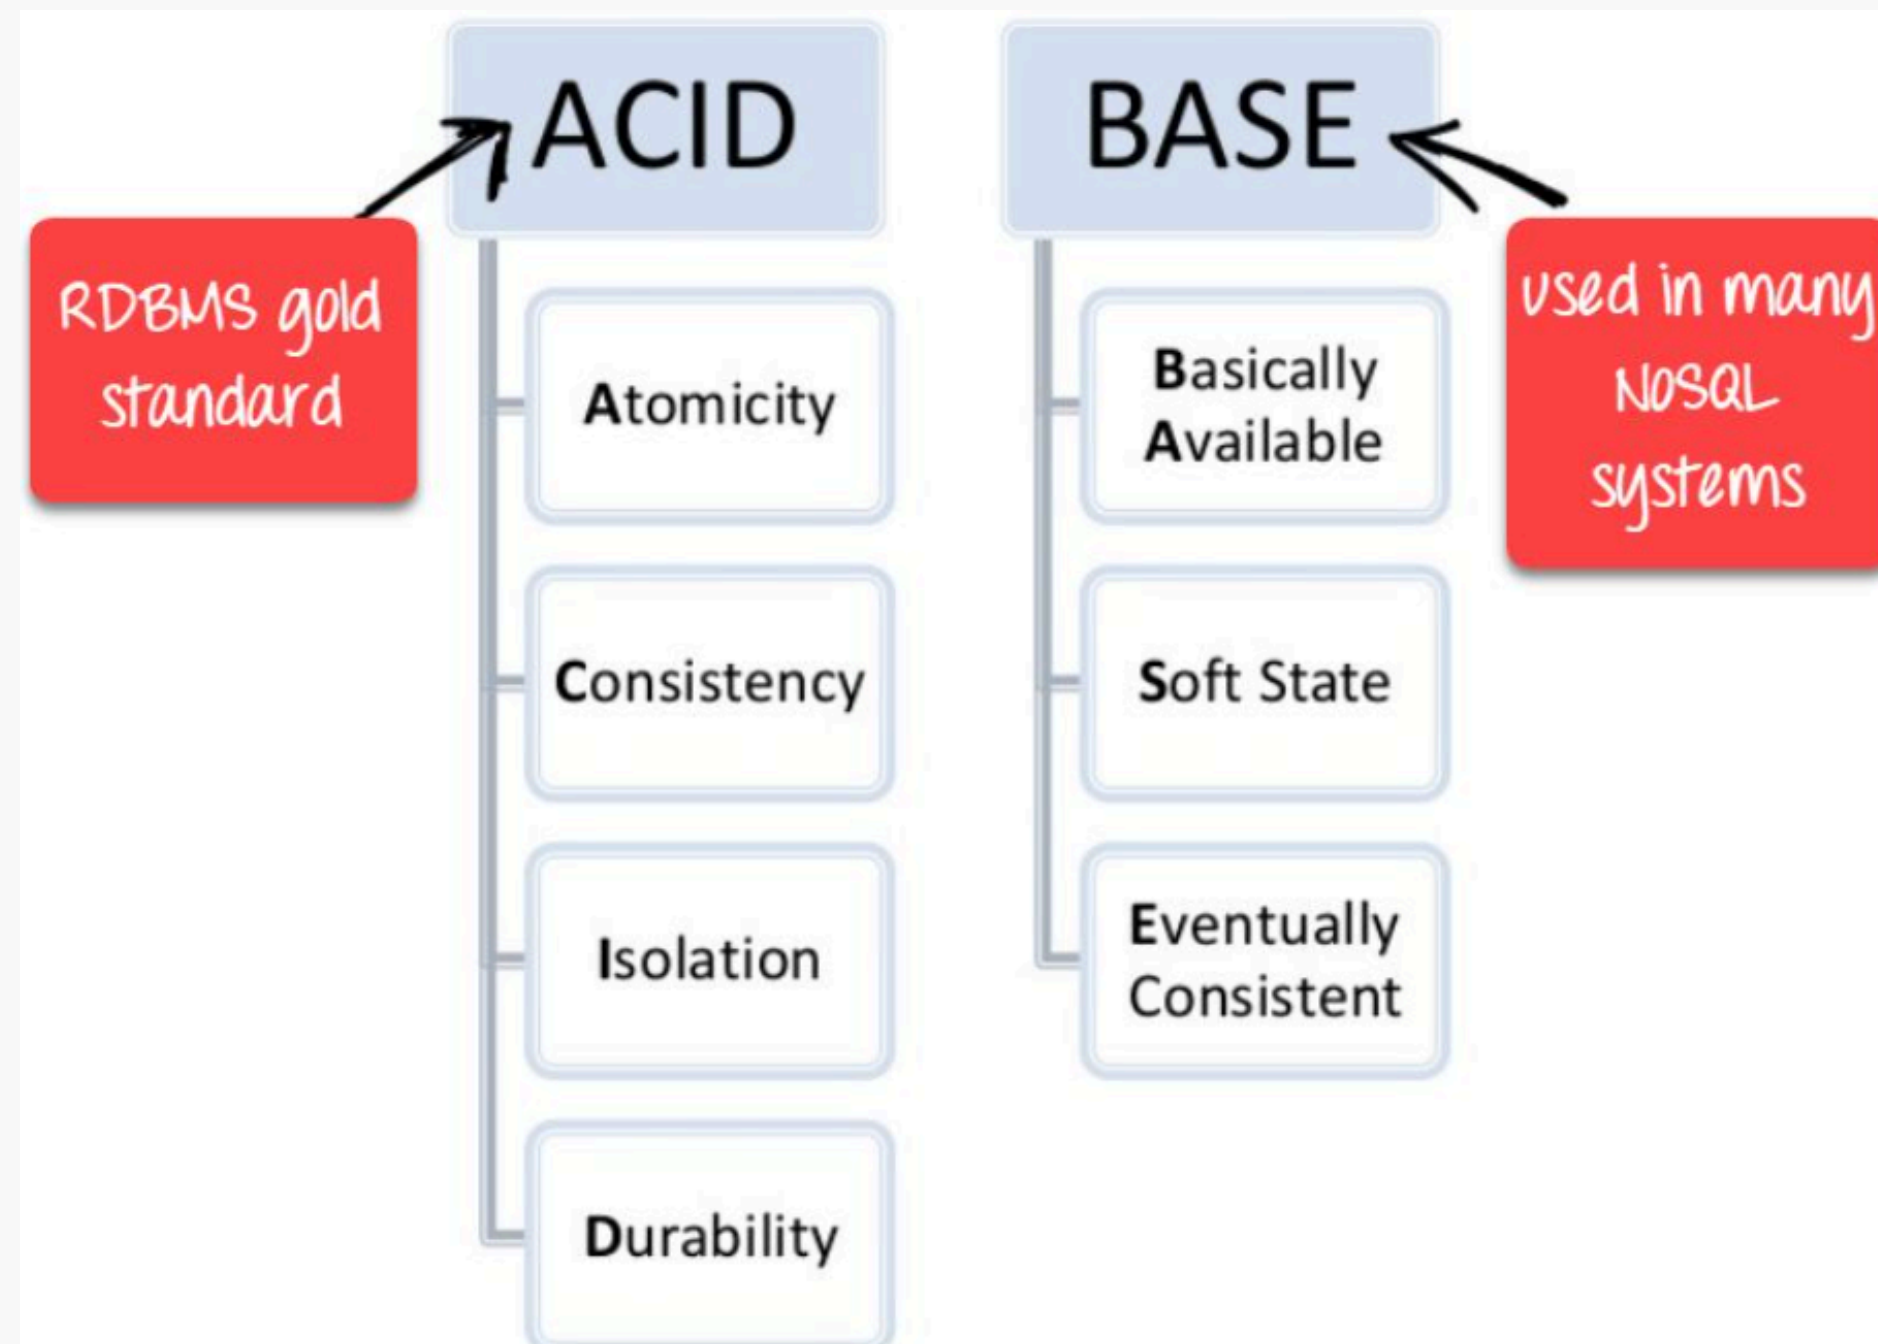 ACID
BASE
RDBMS gold
standard
used in many
NOSQL
systems
Atomicity
Consistency
Isolation
Durability
Basically
Available
Soft State
Eventually
Consistent